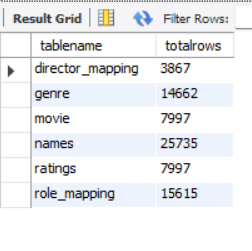 Result Grid Filter Rows:
tablename totalrows
director_mapping 3867
genre 14662
movie 7997
names 25735
ratings 7997
role_mapping 15615